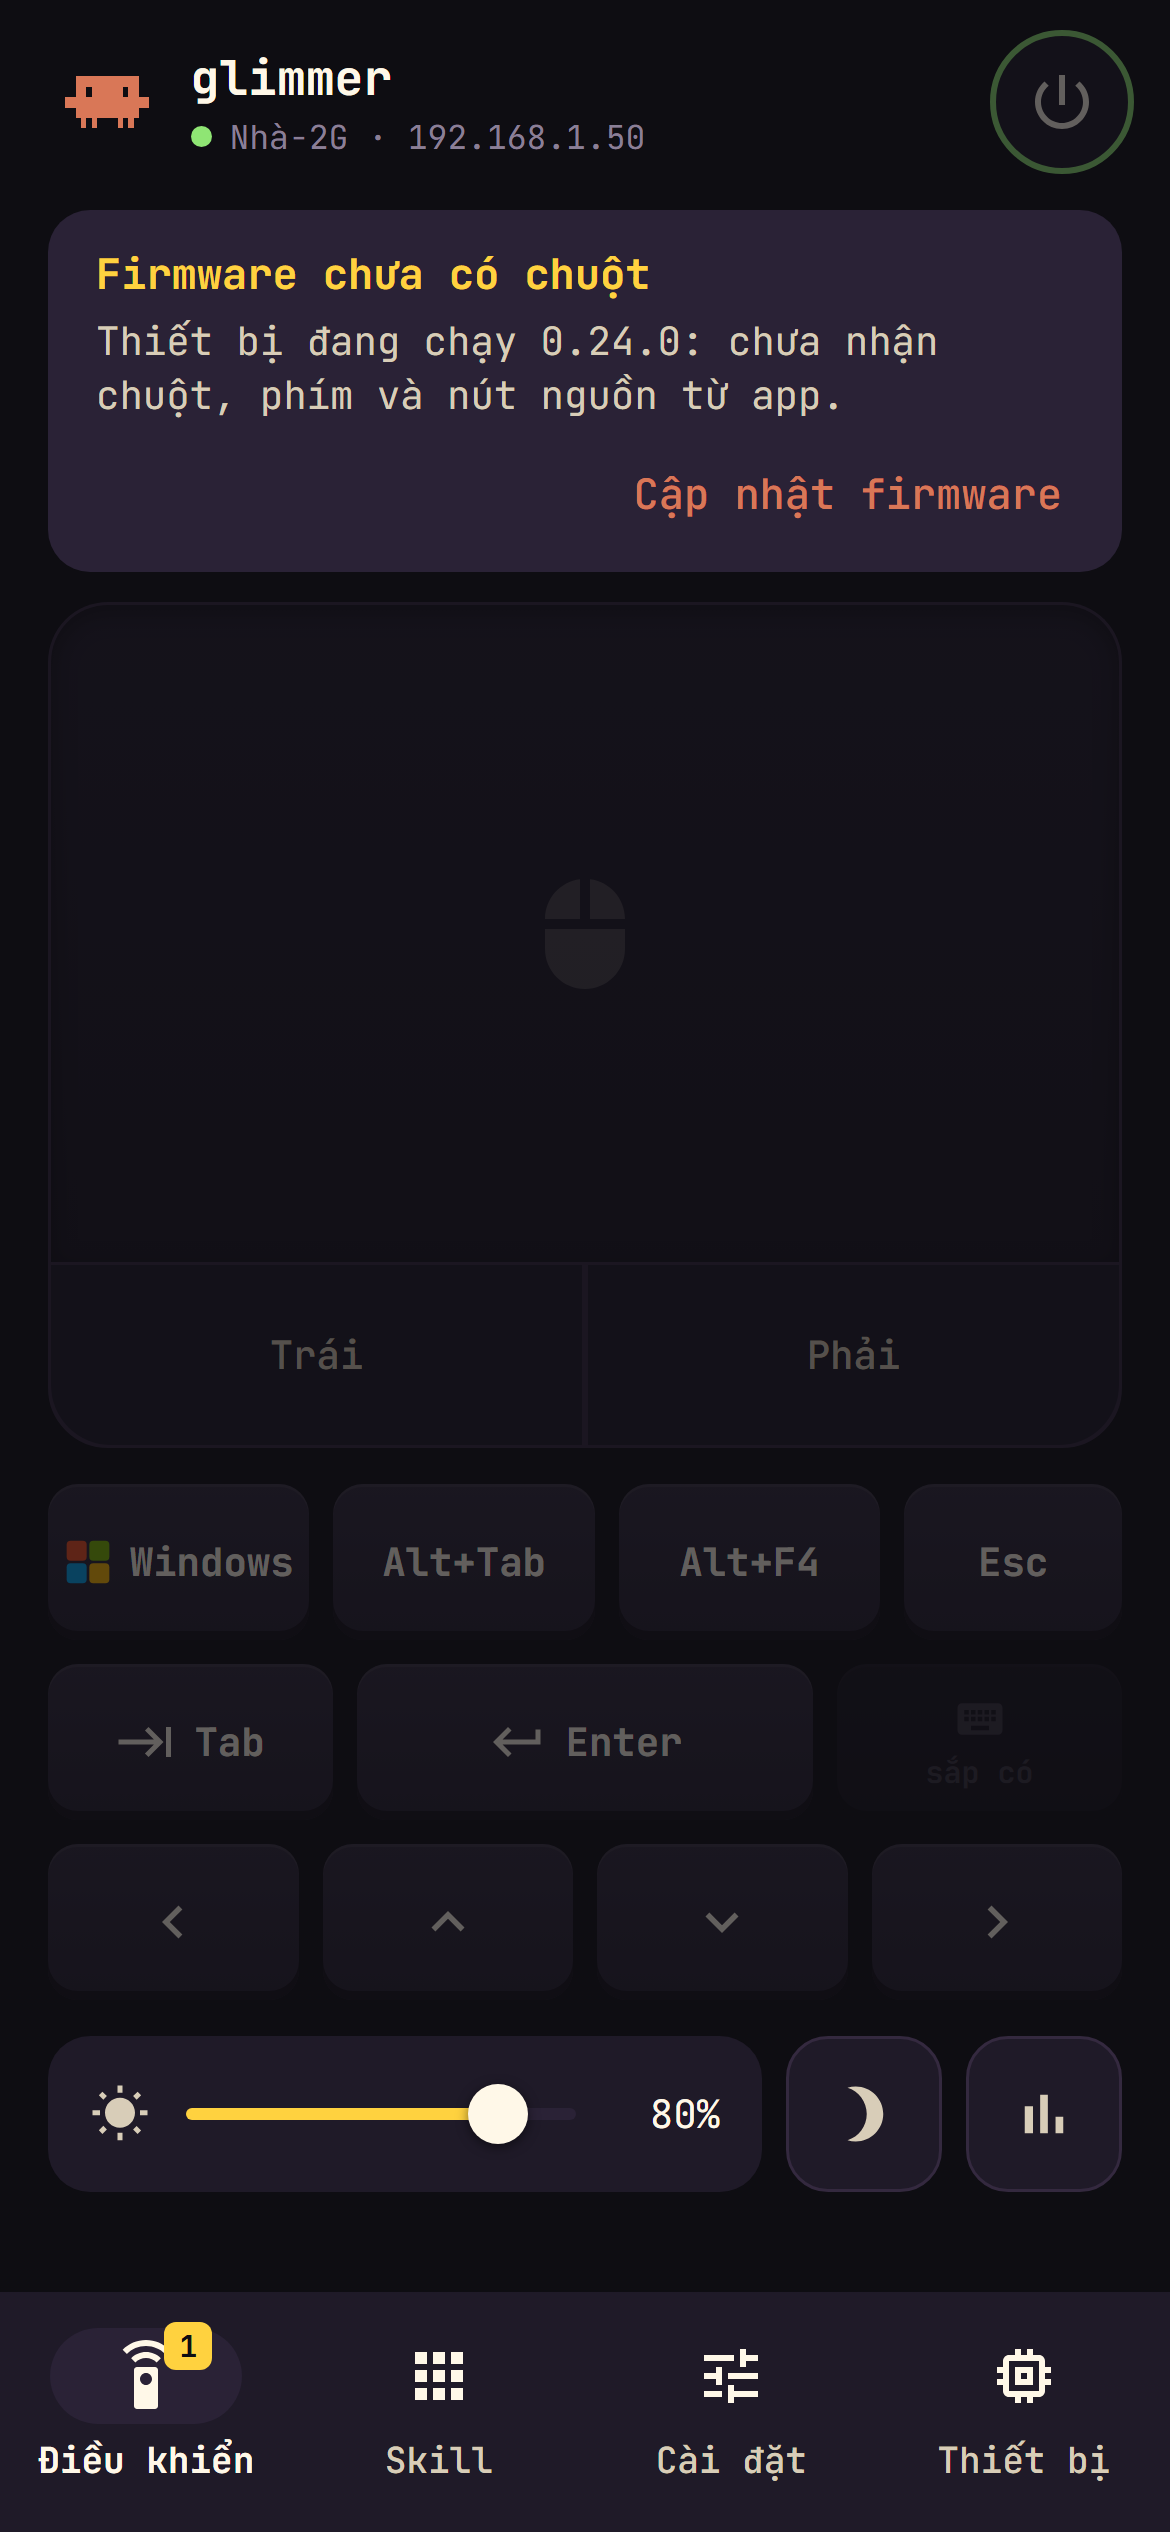 glimmer
Nhà-2G · 192.168.1.50
Firmware chưa có chuột
Thiết bị đang chạy 0.24.0: chưa nhận
chuột, phím và nút nguồn từ app.
Cập nhật firmware
Trái
Phải
Windows
Alt+Tab
Alt+F4
Esc
Tab
Enter
sắp có
80%
1
Điều khiển
Skill
Cài đặt
Thiết bị